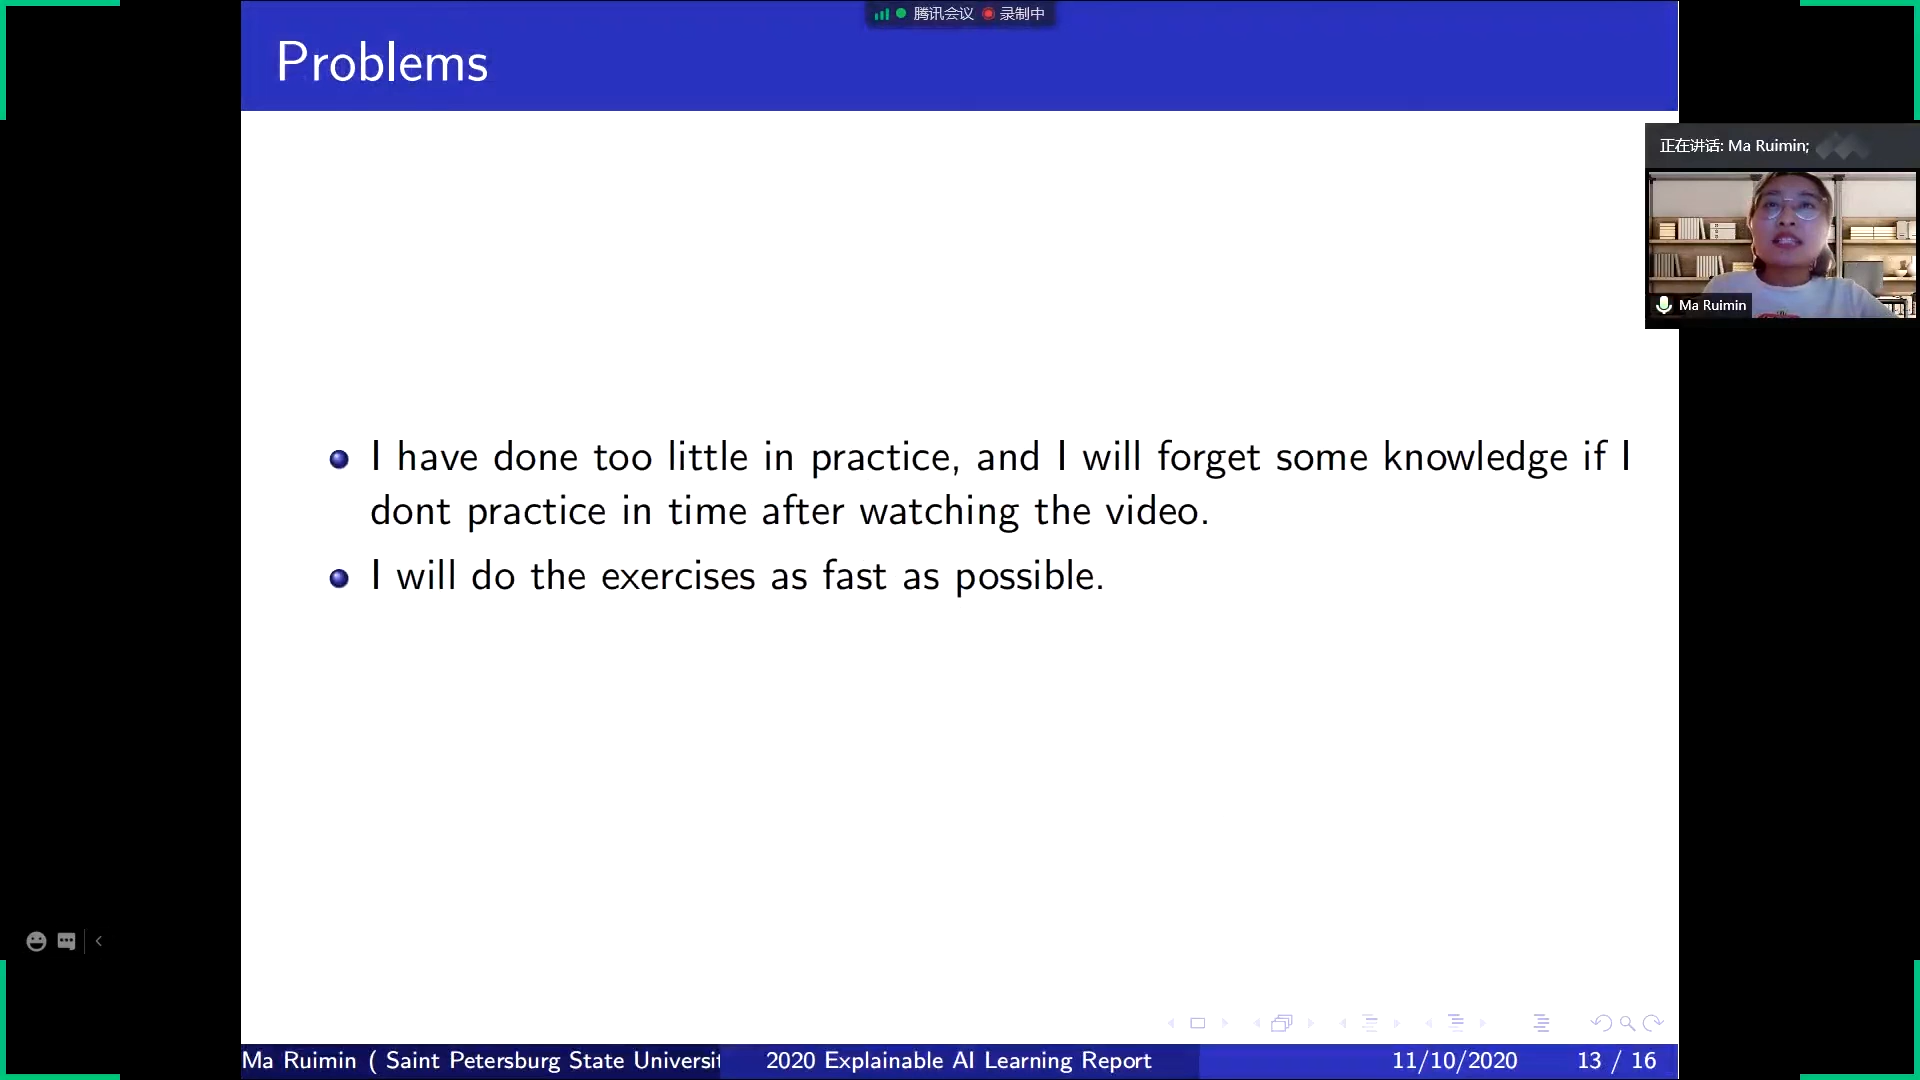 腾讯会议 录制中
Problems
正在讲话: Ma Ruimin;
Ma Ruimin
I have done too little in practice, and I will forget some knowledge if I
dont practice in time after watching the video.
I will do the exercises as fast as possible.
Ma Ruimin ( Saint Petersburg State Universit
2020 Explainable AI Learning Report
11/10/2020
13 / 16